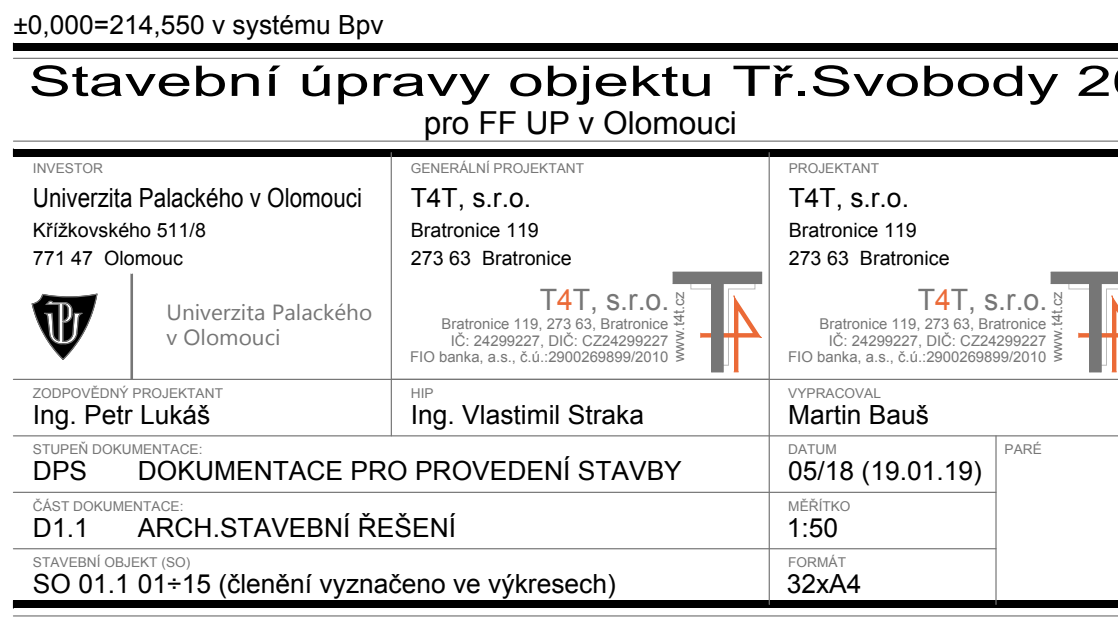 ±0,000=214,550 v systému Bpv
Stavební úpravy objektu Tř.Svobody
pro FF UP v Olomouci
INVESTOR
Univerzita Palackého v Olomouci
Křížkovského 511/8
771 47 Olomouc
Univerzita Palackého
v Olomouci
GENERÁLNÍ PROJEKTANT
T4T, s.r.o.
Bratronice 119
273 63 Bratronice
T4T, s.r.o.
Bratronice 119, 273 63, Bratronice
IČ: 24299227, DIČ: CZ24299227
FIO banka, a.s., č.ú.:2900269899/2010
www.t4t.cz
PROJEKTANT
T4T, s.r.o.
Bratronice 119
273 63 Bratronice
T4T, s.r.o.
Bratronice 119, 273 63, Bratronice
IČ: 24299227, DIČ: CZ24299227
FIO banka, a.s., č.ú.:2900269899/2010
www.t4t.cz
ZODPOVĚDNÝ PROJEKTANT
Ing. Petr Lukáš
HIP
Ing. Vlastimil Straka
VYPRACOVAL
Martin Bauš
STUPEŇ DOKUMENTACE:
DPS DOKUMENTACE PRO PROVEDENÍ STAVBY
DATUM
05/18 (19.01.19)
PARÉ
ČÁST DOKUMENTACE:
D1.1 ARCH.STAVEBNÍ ŘEŠENÍ
MĚŘÍTKO
1:50
STAVEBNÍ OBJEKT (SO)
SO 01.1 01÷15 (členění vyznačeno ve výkresech)
FORMÁT
32xA4